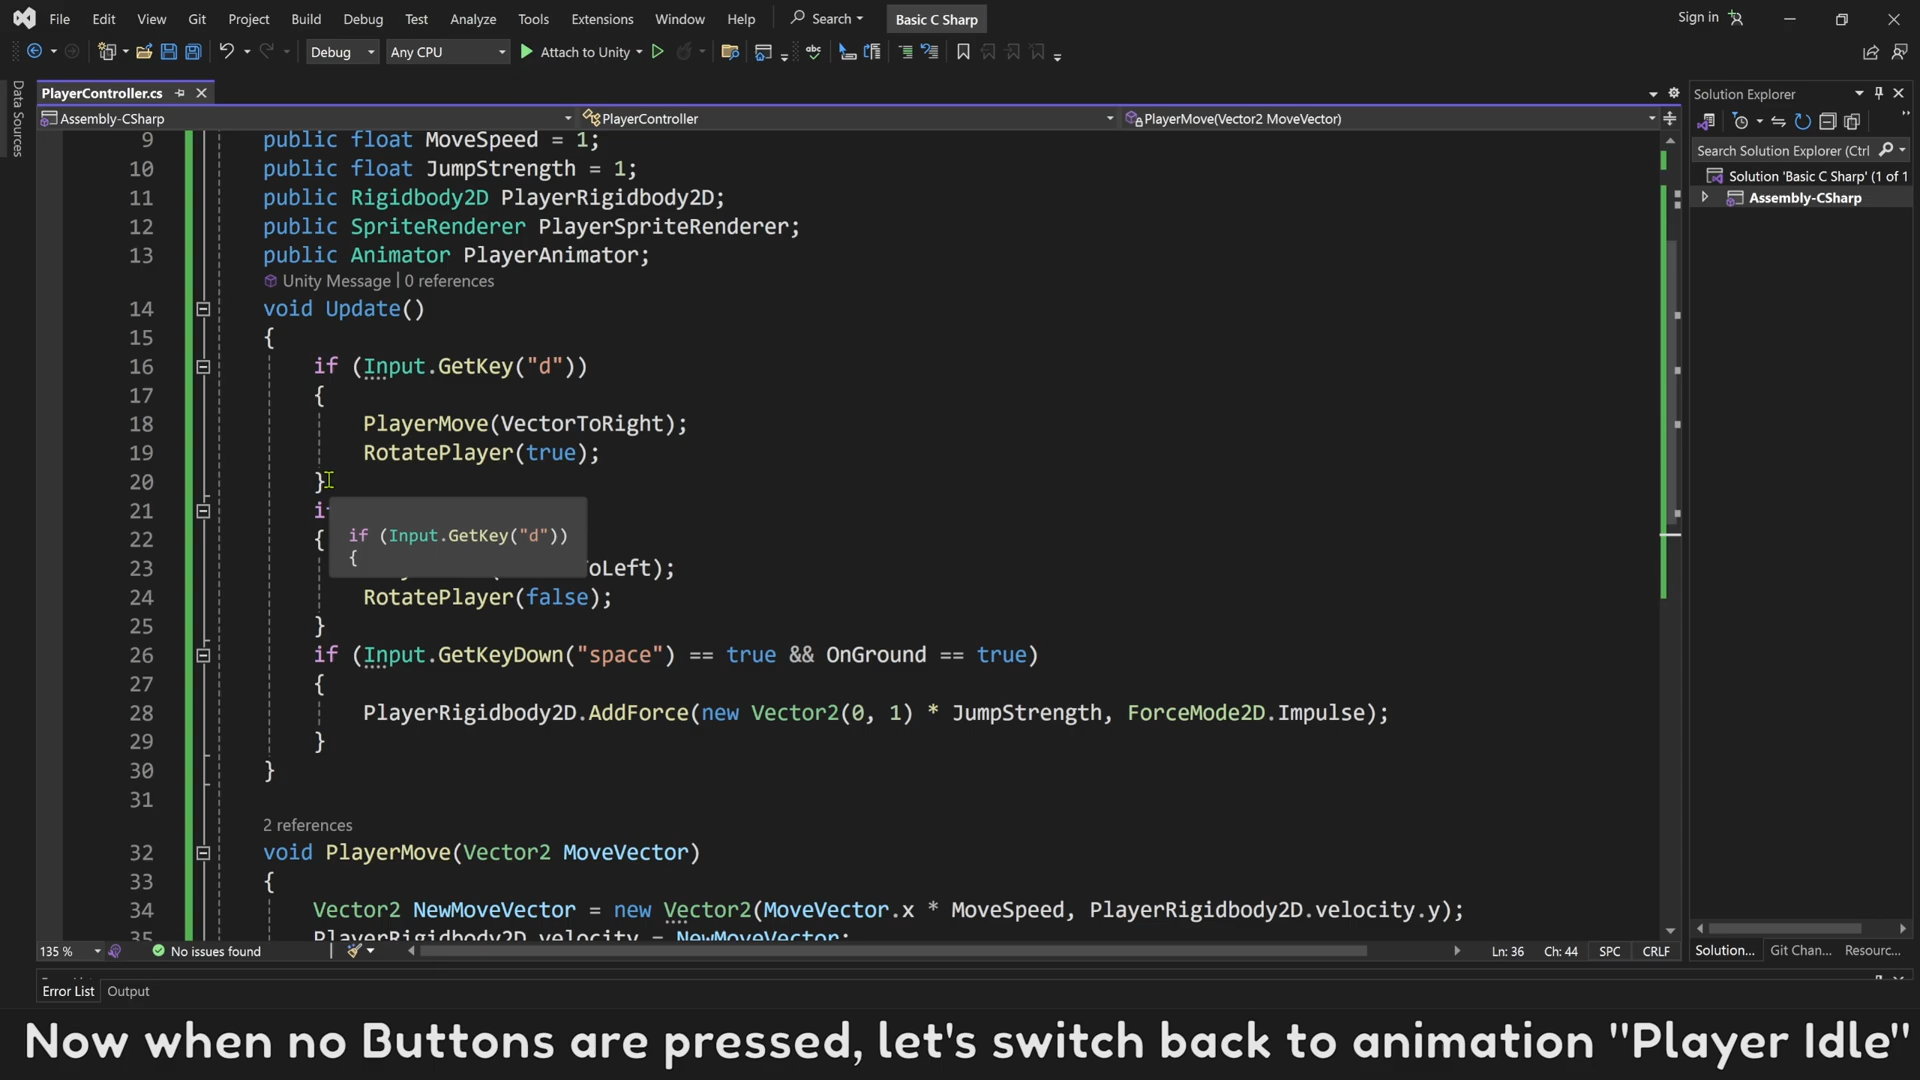 File Edit View Git Project Build Debug Test Analyze Tools Extensions Window Help Search Basic C Sharp Sign in
Debug Any CPU Attach to Unity
Data Sources
PlayerController.cs
Assembly-CSharp PlayerController PlayerMove(Vector2 MoveVector)
9 public float MoveSpeed = 1;
10 public float JumpStrength = 1;
11 public Rigidbody2D PlayerRigidbody2D;
12 public SpriteRenderer PlayerSpriteRenderer;
13 public Animator PlayerAnimator;
Unity Message | 0 references
14 void Update()
15 {
16 if (Input.GetKey("d"))
17 {
18 PlayerMove(VectorToRight);
19 RotatePlayer(true);
20 }
21 i
if (Input.GetKey("d"))
{
22 {
23 oLeft);
24 RotatePlayer(false);
25 }
26 if (Input.GetKeyDown("space") == true && OnGround == true)
27 {
28 PlayerRigidbody2D.AddForce(new Vector2(0, 1) * JumpStrength, ForceMode2D.Impulse);
29 }
30 }
31
2 references
32 void PlayerMove(Vector2 MoveVector)
33 {
34 Vector2 NewMoveVector = new Vector2(MoveVector.x * MoveSpeed, PlayerRigidbody2D.velocity.y);
35 PlayerRigidbody2D.velocity = NewMoveVector;
135 % No issues found Ln: 36 Ch: 44 SPC CRLF
Error List Output
Solution Explorer
Search Solution Explorer (Ctrl
Solution 'Basic C Sharp' (1 of 1
Assembly-CSharp
Solution... Git Chan... Resourc...
Now when no Buttons are pressed, let's switch back to animation "Player Idle"